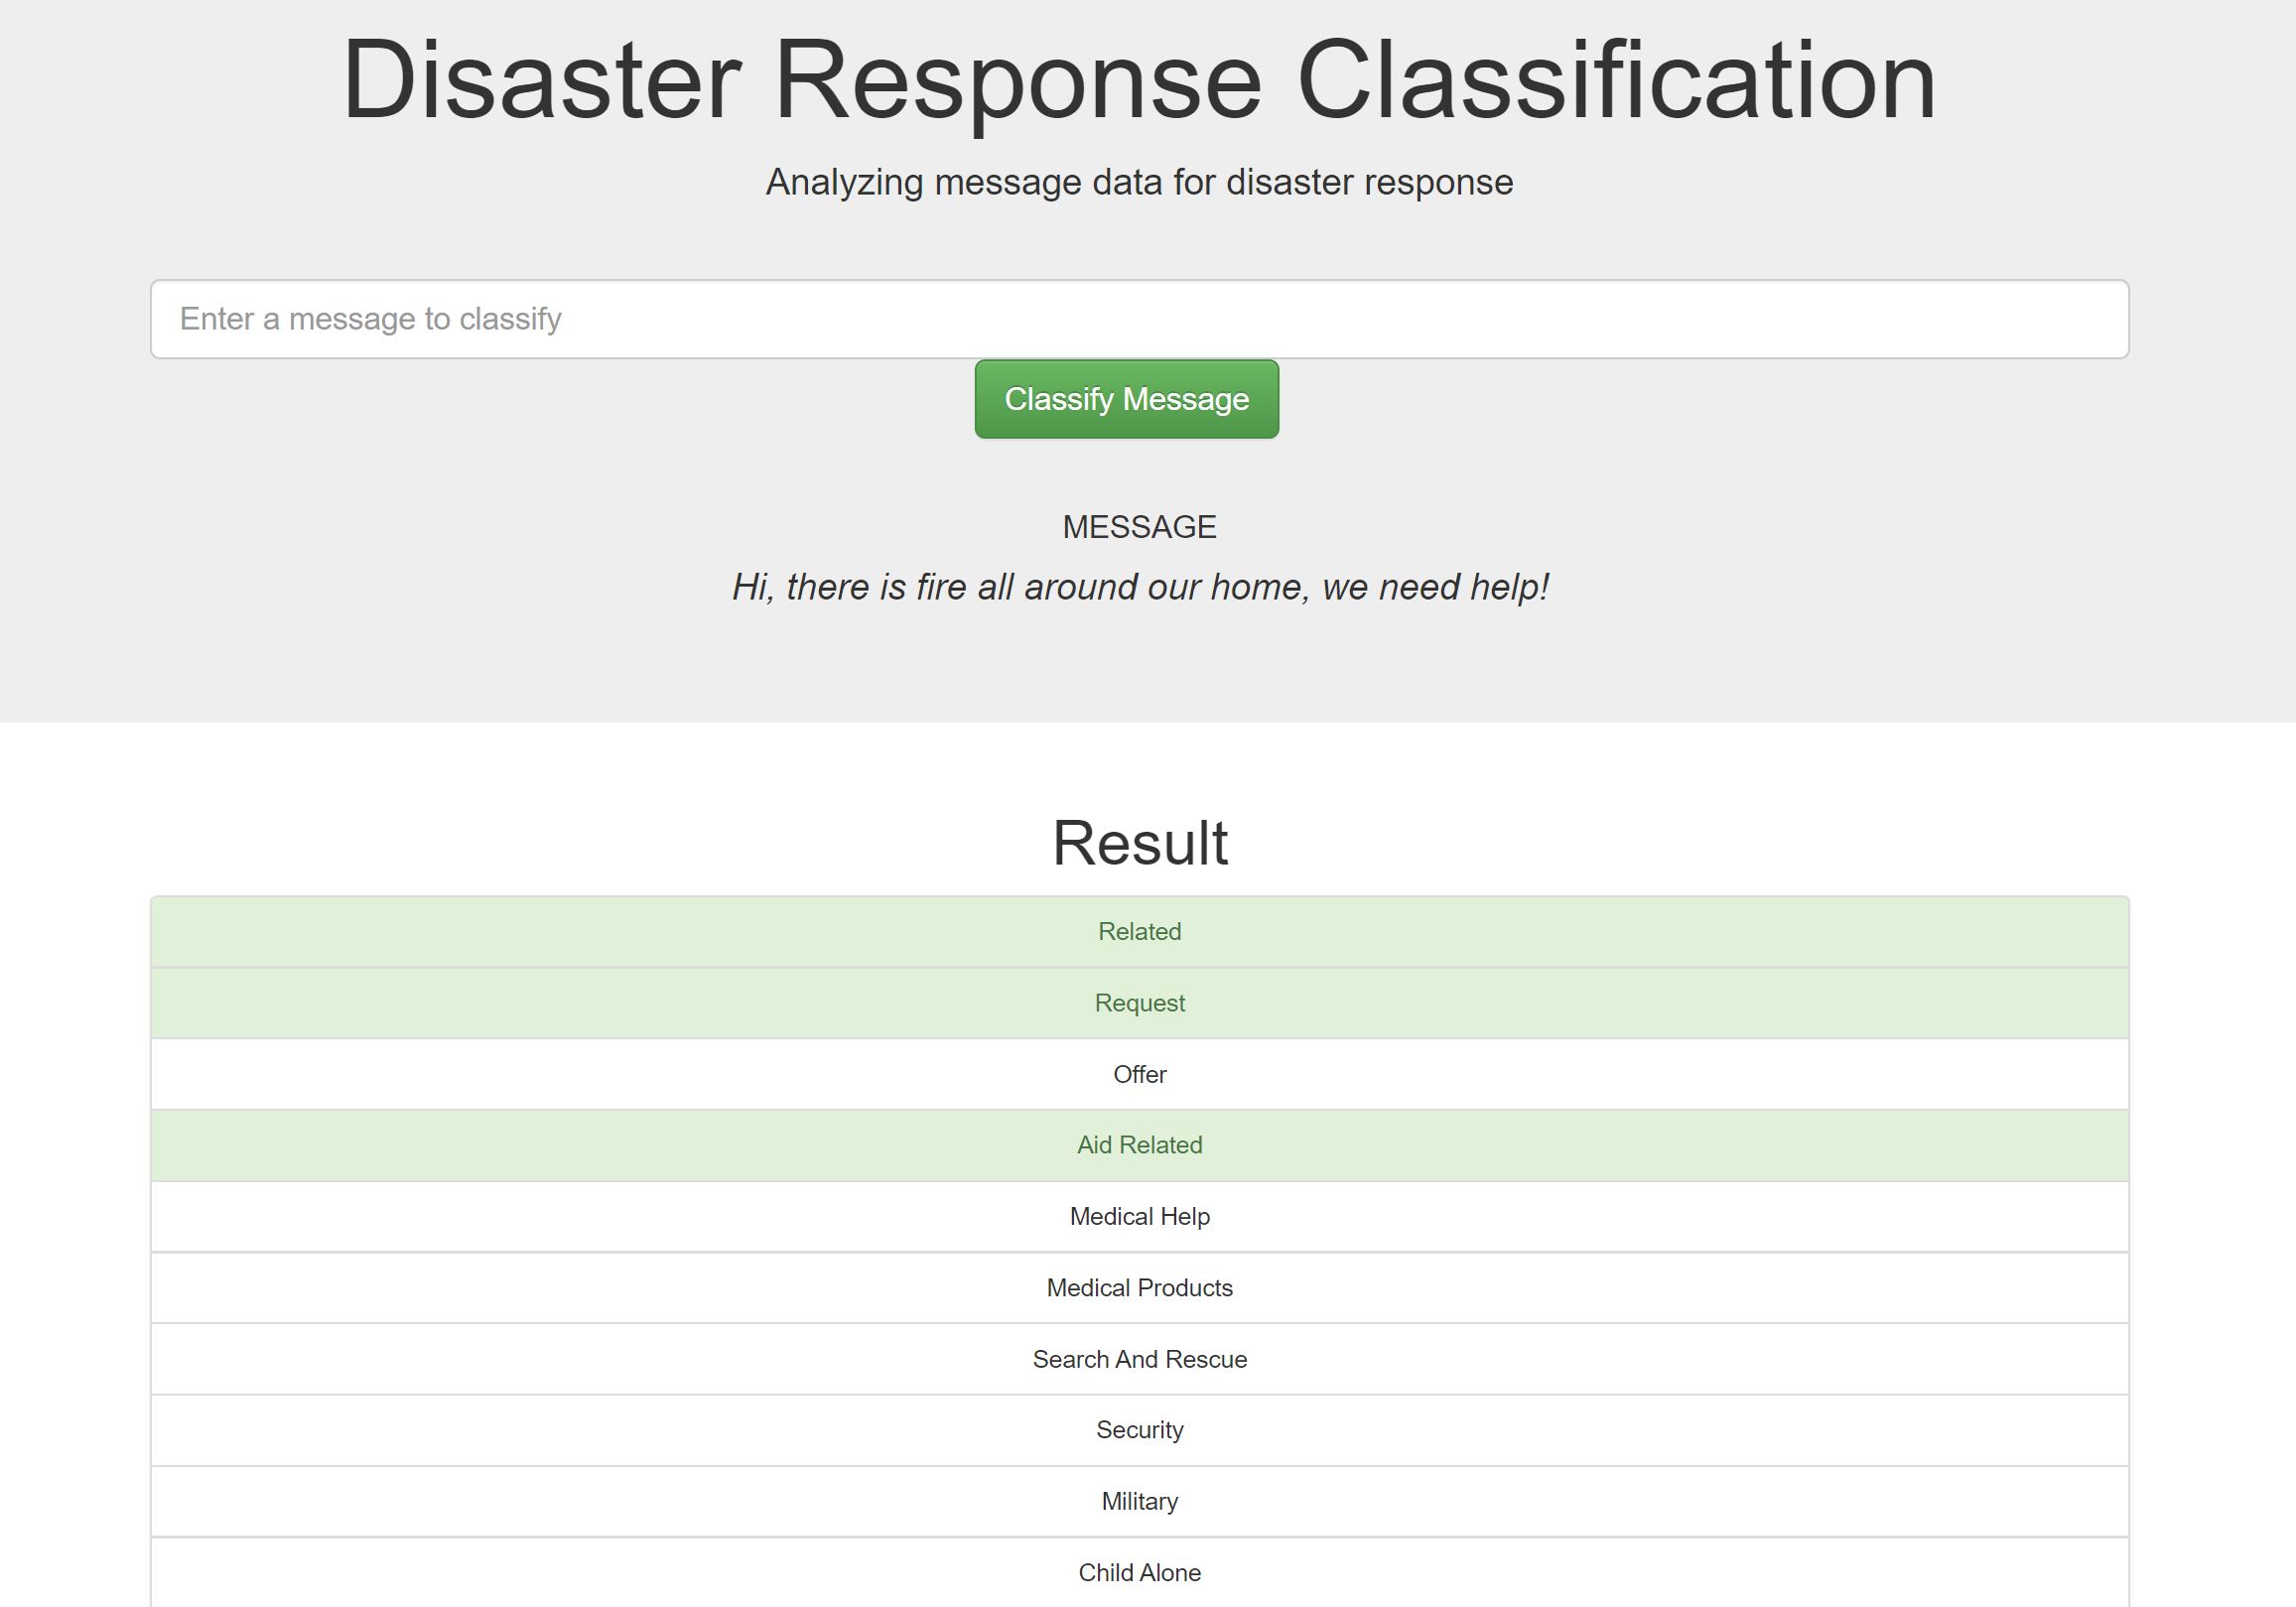 Disaster Response Classification
Analyzing message data for disaster response
Enter a message to classify
Classify Message
MESSAGE
Hi, there is fire all around our home, we need help!
Result
Related
Request
Offer
Aid Related
Medical Help
Medical Products
Search And Rescue
Security
Military
Child Alone